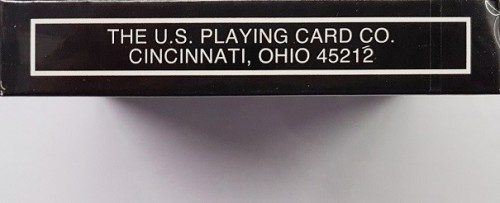 THE U.S. PLAYING CARD CO.
CINCINNATI, OHIO 45212